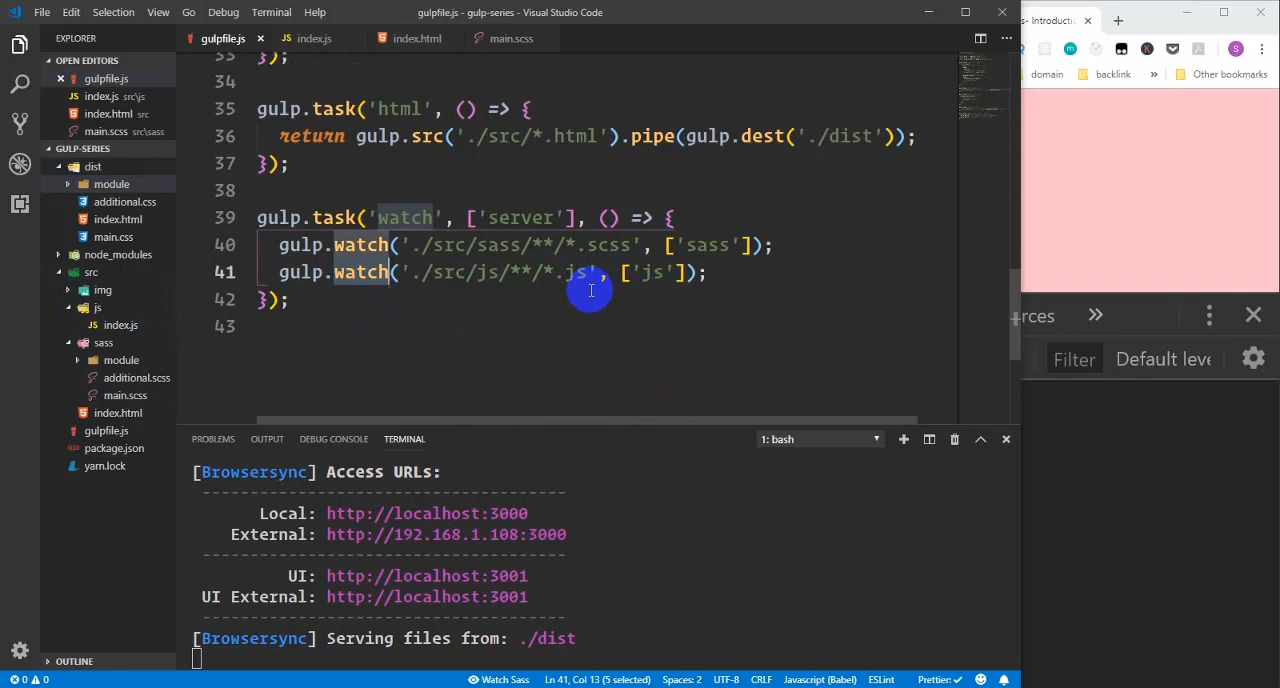 File Edit Selection View Go Debug Terminal Help
gulpfile.js - gulp-series - Visual Studio Code
s- Introductio
EXPLORER
gulpfile.js
index.js
index.html
main.scss
OPEN EDITORS
gulpfile.js
index.js src\js
index.html src
main.scss src\sass
GULP-SERIES
dist
module
additional.css
index.html
main.css
node_modules
src
img
js
index.js
sass
module
additional.scss
main.scss
index.html
gulpfile.js
package.json
yarn.lock
OUTLINE
33 });
34
35 gulp.task('html', () => {
36 return gulp.src('./src/*.html').pipe(gulp.dest('./dist'));
37 });
38
39 gulp.task('watch', ['server'], () => {
40 gulp.watch('./src/sass/**/*.scss', ['sass']);
41 gulp.watch('./src/js/**/*.js', ['js']);
42 });
43
PROBLEMS OUTPUT DEBUG CONSOLE TERMINAL
1: bash
[Browsersync] Access URLs:
--------------------------------------
Local: http://localhost:3000
External: http://192.168.1.108:3000
--------------------------------------
UI: http://localhost:3001
UI External: http://localhost:3001
--------------------------------------
[Browsersync] Serving files from: ./dist
0 0 Watch Sass Ln 41, Col 13 (5 selected) Spaces: 2 UTF-8 CRLF Javascript (Babel) ESLint Prettier: ✓
m K S
domain backlink » Other bookmarks
rces »
Filter Default leve